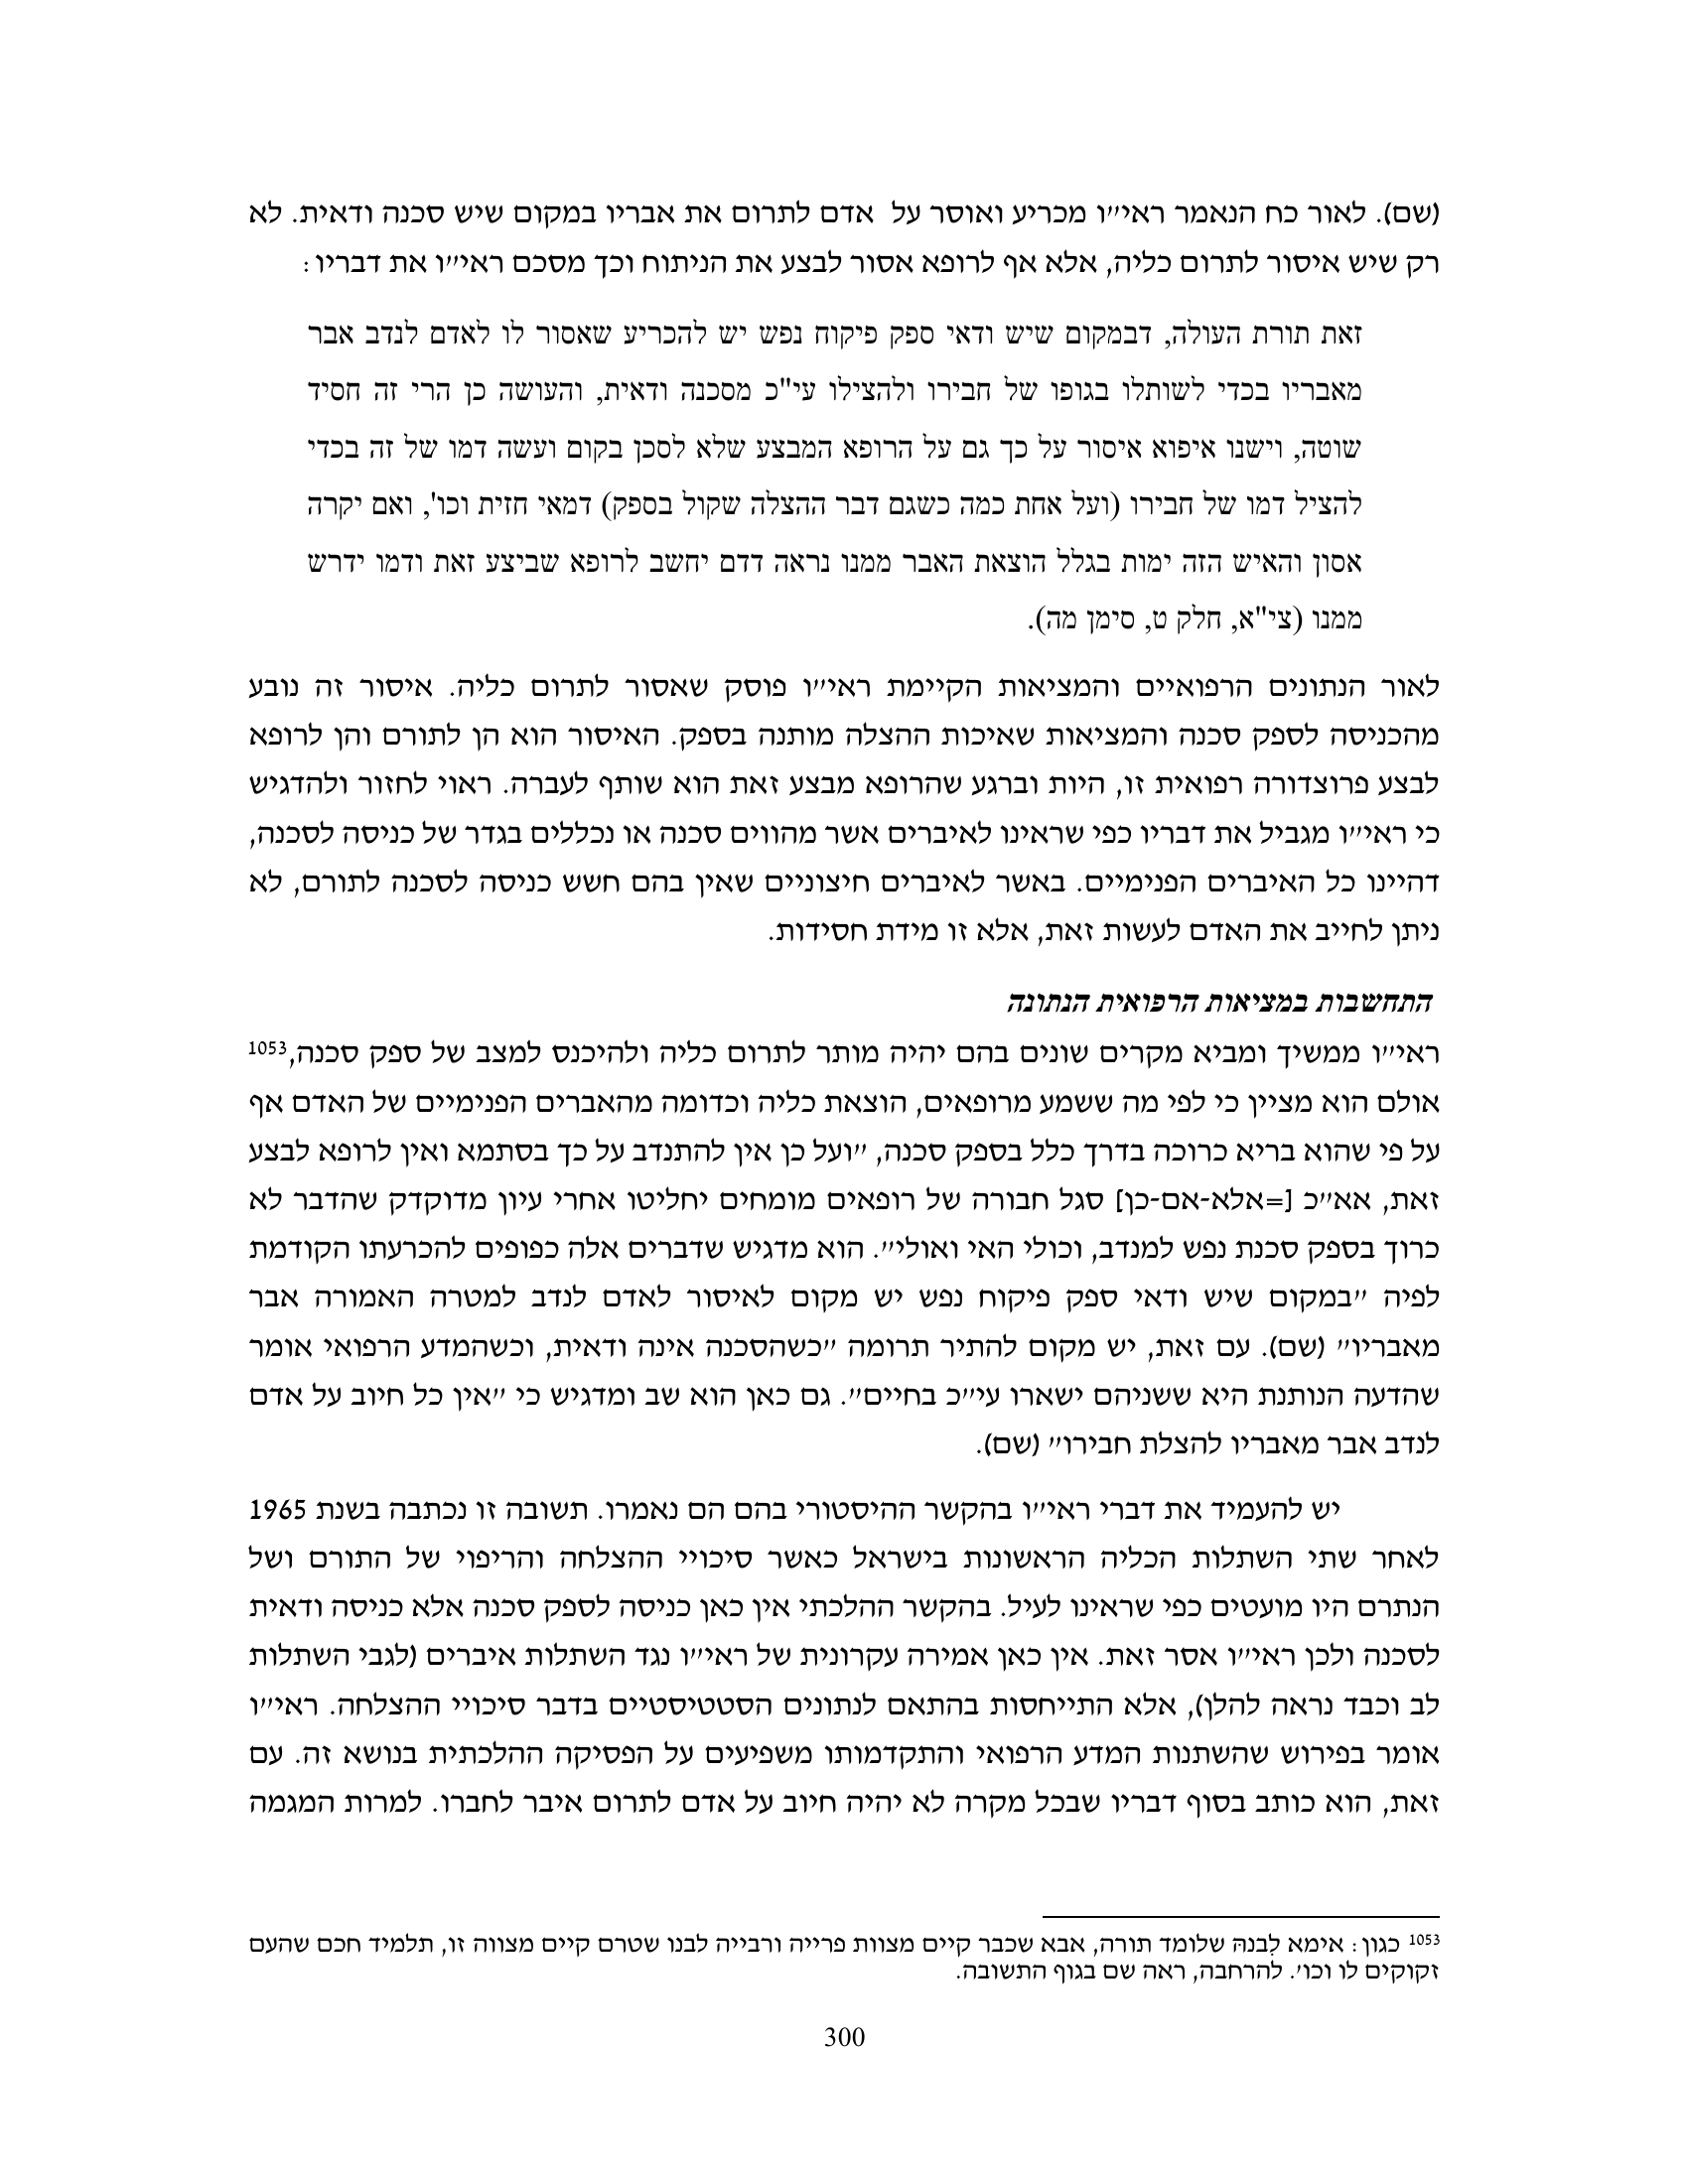 (שם). לאור כח הנאמר ראי״ו מכריע ואוסר על אדם לתרום את אבריו במקום שיש סכנה ודאית. לא
רק שיש איסור לתרום כליה, אלא אף לרופא אסור לבצע את הניתוח וכך מסכם ראי״ו את דבריו:
זאת תורת העולה, דבמקום שיש ודאי ספק פיקוח נפש יש להכריע שאסור לו לאדם לנדב אבר
מאבריו בכדי לשותלו בגופו של חבירו ולהצילו עי"כ מסכנה ודאית, והעושה כן הרי זה חסיד
שוטה, וישנו איפוא איסור על כך גם על הרופא המבצע שלא לסכן בקום ועשה דמו של זה בכדי
להציל דמו של חבירו (ועל אחת כמה כשגם דבר ההצלה שקול בספק) דמאי חזית וכו', ואם יקרה
אסון והאיש הזה ימות בגלל הוצאת האבר ממנו נראה דדם יחשב לרופא שביצע זאת ודמו ידרש
ממנו (צי"א, חלק ט, סימן מה).
לאור הנתונים הרפואיים והמציאות הקיימת ראי״ו פוסק שאסור לתרום כליה. איסור זה נובע
מהכניסה לספק סכנה והמציאות שאיכות ההצלה מותנה בספק. האיסור הוא הן לתורם והן לרופא
לבצע פרוצדורה רפואית זו, היות וברגע שהרופא מבצע זאת הוא שותף לעברה. ראוי לחזור ולהדגיש
כי ראי״ו מגביל את דבריו כפי שראינו לאיברים אשר מהווים סכנה או נכללים בגדר של כניסה לסכנה,
דהיינו כל האיברים הפנימיים. באשר לאיברים חיצוניים שאין בהם חשש כניסה לסכנה לתורם, לא
ניתן לחייב את האדם לעשות זאת, אלא זו מידת חסידות.
התחשבות במציאות הרפואית הנתונה
ראי״ו ממשיך ומביא מקרים שונים בהם יהיה מותר לתרום כליה ולהיכנס למצב של ספק סכנה,1053
אולם הוא מציין כי לפי מה ששמע מרופאים, הוצאת כליה וכדומה מהאברים הפנימיים של האדם אף
על פי שהוא בריא כרוכה בדרך כלל בספק סכנה, ״ועל כן אין להתנדב על כך בסתמא ואין לרופא לבצע
זאת, אא״כ [=אלא-אם-כן] סגל חבורה של רופאים מומחים יחליטו אחרי עיון מדוקדק שהדבר לא
כרוך בספק סכנת נפש למנדב, וכולי האי ואולי״. הוא מדגיש שדברים אלה כפופים להכרעתו הקודמת
לפיה ״במקום שיש ודאי ספק פיקוח נפש יש מקום לאיסור לאדם לנדב למטרה האמורה אבר
מאבריו״ (שם). עם זאת, יש מקום להתיר תרומה ״כשהסכנה אינה ודאית, וכשהמדע הרפואי אומר
שהדעה הנותנת היא ששניהם ישארו עי״כ בחיים״. גם כאן הוא שב ומדגיש כי ״אין כל חיוב על אדם
לנדב אבר מאבריו להצלת חבירו״ (שם).
יש להעמיד את דברי ראי״ו בהקשר ההיסטורי בהם הם נאמרו. תשובה זו נכתבה בשנת 1965
לאחר שתי השתלות הכליה הראשונות בישראל כאשר סיכויי ההצלחה והריפוי של התורם ושל
הנתרם היו מועטים כפי שראינו לעיל. בהקשר ההלכתי אין כאן כניסה לספק סכנה אלא כניסה ודאית
לסכנה ולכן ראי״ו אסר זאת. אין כאן אמירה עקרונית של ראי״ו נגד השתלות איברים (לגבי השתלות
לב וכבד נראה להלן), אלא התייחסות בהתאם לנתונים הסטטיסטיים בדבר סיכויי ההצלחה. ראי״ו
אומר בפירוש שהשתנות המדע הרפואי והתקדמותו משפיעים על הפסיקה ההלכתית בנושא זה. עם
זאת, הוא כותב בסוף דבריו שבכל מקרה לא יהיה חיוב על אדם לתרום איבר לחברו. למרות המגמה
1053 כגון: אימא לבנהּ שלומד תורה, אבא שכבר קיים מצוות פרייה ורבייה לבנו שטרם קיים מצווה זו, תלמיד חכם שהעם
זקוקים לו וכו׳. להרחבה, ראה שם בגוף התשובה.
300